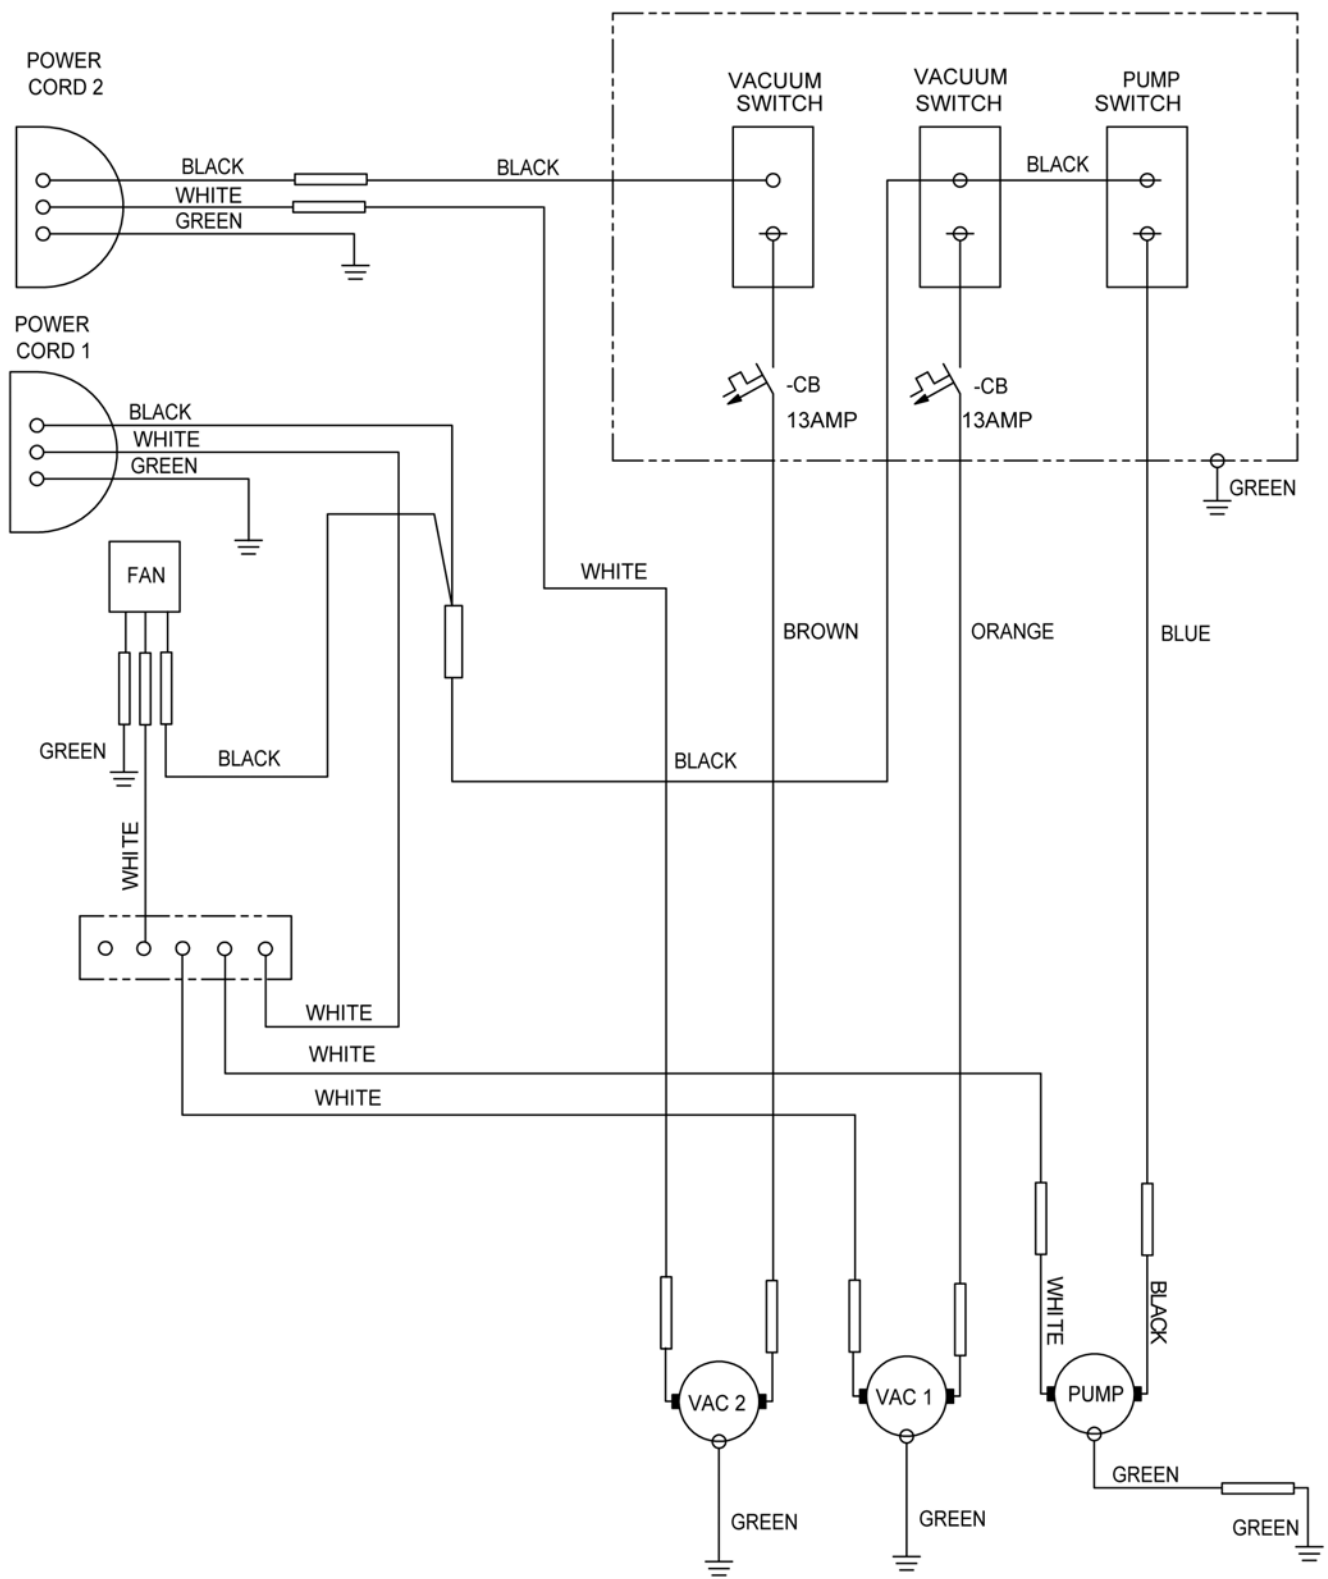 POWER
CORD 2
VACUUM
SWITCH
VACUUM
SWITCH
PUMP
SWITCH
BLACK
BLACK
BLACK
WHITE
GREEN
POWER
CORD 1
BLACK
WHITE
GREEN
-CB
13AMP
-CB
13AMP
GREEN
FAN
WHITE
BROWN
ORANGE
BLUE
GREEN
BLACK
BLACK
WHITE
WHITE
WHITE
WHITE
WHITE
BLACK
VAC 2
VAC 1
PUMP
GREEN
GREEN
GREEN
GREEN